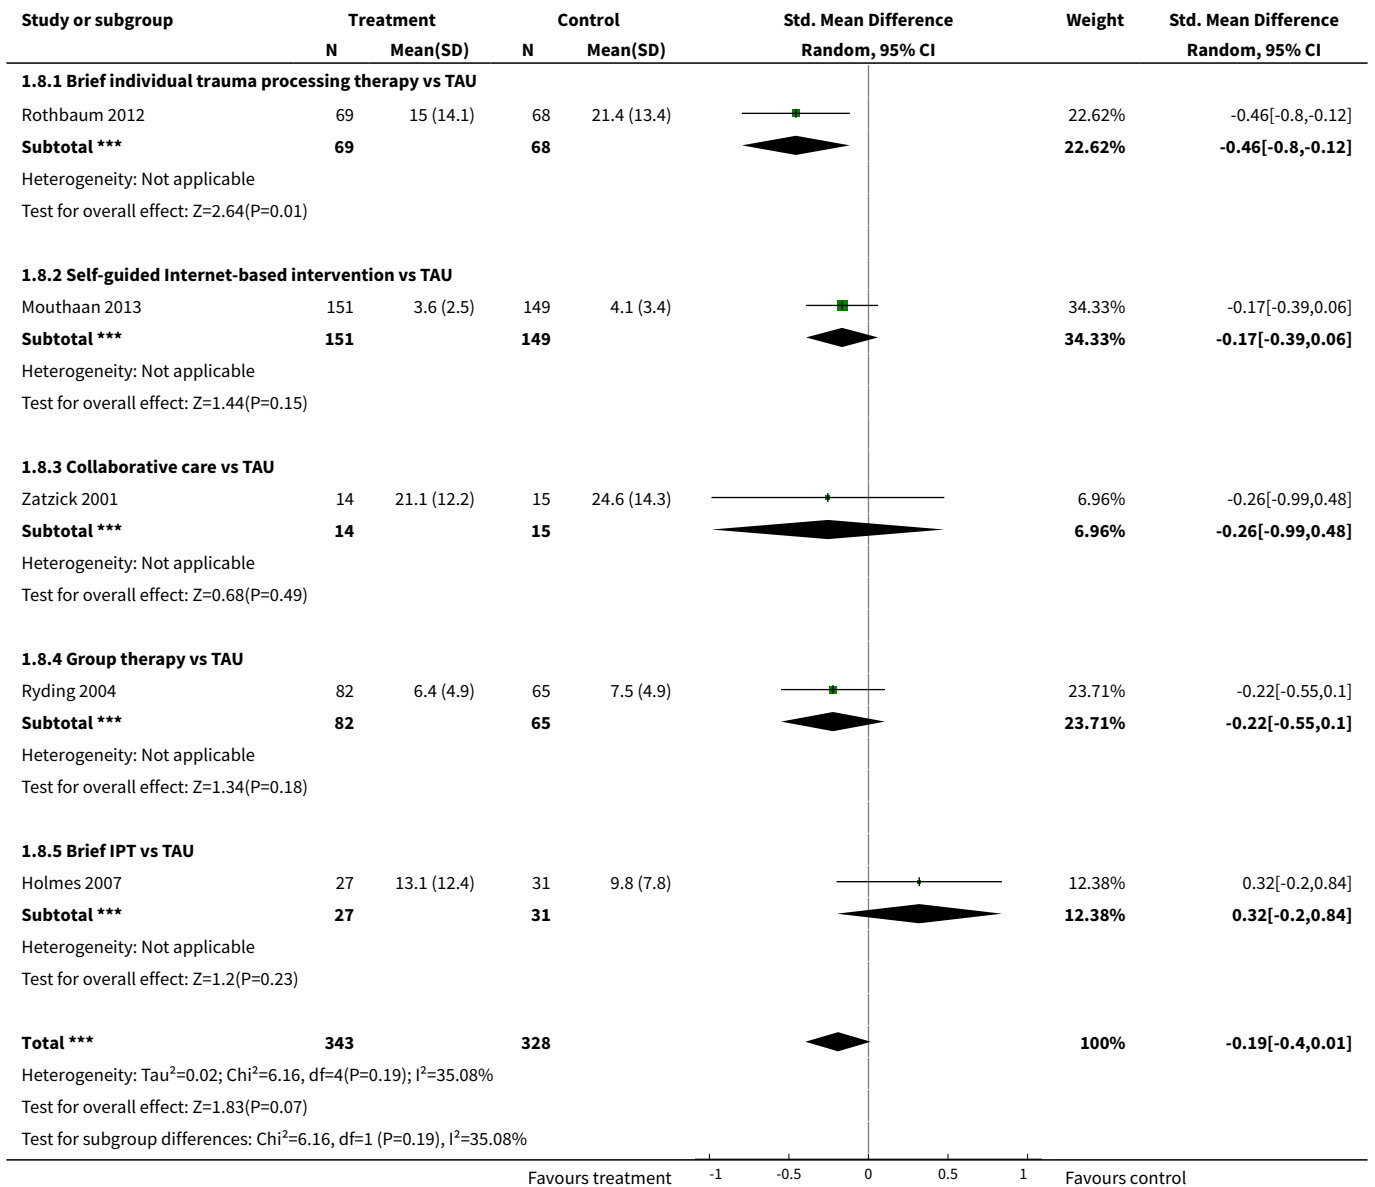 Study or subgroup Treatment Control Std. Mean Difference Weight Std. Mean Difference
N Mean(SD) N Mean(SD) Random, 95% CI Random, 95% CI
1.8.1 Brief individual trauma processing therapy vs TAU
Rothbaum 2012 69 15 (14.1) 68 21.4 (13.4) 22.62% -0.46[-0.8,-0.12]
Subtotal *** 69 68 22.62% -0.46[-0.8,-0.12]
Heterogeneity: Not applicable
Test for overall effect: Z=2.64(P=0.01)
1.8.2 Self-guided Internet-based intervention vs TAU
Mouthaan 2013 151 3.6 (2.5) 149 4.1 (3.4) 34.33% -0.17[-0.39,0.06]
Subtotal *** 151 149 34.33% -0.17[-0.39,0.06]
Heterogeneity: Not applicable
Test for overall effect: Z=1.44(P=0.15)
1.8.3 Collaborative care vs TAU
Zatzick 2001 14 21.1 (12.2) 15 24.6 (14.3) 6.96% -0.26[-0.99,0.48]
Subtotal *** 14 15 6.96% -0.26[-0.99,0.48]
Heterogeneity: Not applicable
Test for overall effect: Z=0.68(P=0.49)
1.8.4 Group therapy vs TAU
Ryding 2004 82 6.4 (4.9) 65 7.5 (4.9) 23.71% -0.22[-0.55,0.1]
Subtotal *** 82 65 23.71% -0.22[-0.55,0.1]
Heterogeneity: Not applicable
Test for overall effect: Z=1.34(P=0.18)
1.8.5 Brief IPT vs TAU
Holmes 2007 27 13.1 (12.4) 31 9.8 (7.8) 12.38% 0.32[-0.2,0.84]
Subtotal *** 27 31 12.38% 0.32[-0.2,0.84]
Heterogeneity: Not applicable
Test for overall effect: Z=1.2(P=0.23)
Total *** 343 328 100% -0.19[-0.4,0.01]
Heterogeneity: Tau²=0.02; Chi²=6.16, df=4(P=0.19); I²=35.08%
Test for overall effect: Z=1.83(P=0.07)
Test for subgroup differences: Chi²=6.16, df=1 (P=0.19), I²=35.08%
Favours treatment -1 -0.5 0 0.5 1 Favours control